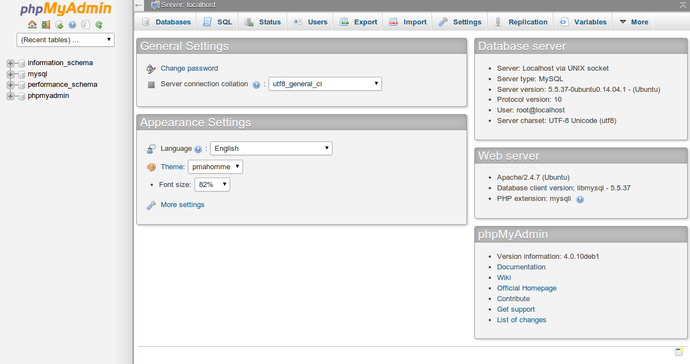 phpMyAdmin
(Recent tables) ...
information_schema
mysql
performance_schema
phpmyadmin
Server: localhost
Databases
SQL
Status
Users
Export
Import
Settings
Replication
Variables
More
General Settings
Change password
Server connection collation : utf8_general_ci
Appearance Settings
Language : English
Theme: pmahomme
Font size: 82%
More settings
Database server
Server: Localhost via UNIX socket
Server type: MySQL
Server version: 5.5.37-0ubuntu0.14.04.1 - (Ubuntu)
Protocol version: 10
User: root@localhost
Server charset: UTF-8 Unicode (utf8)
Web server
Apache/2.4.7 (Ubuntu)
Database client version: libmysql - 5.5.37
PHP extension: mysqli
phpMyAdmin
Version information: 4.0.10deb1
Documentation
Wiki
Official Homepage
Contribute
Get support
List of changes